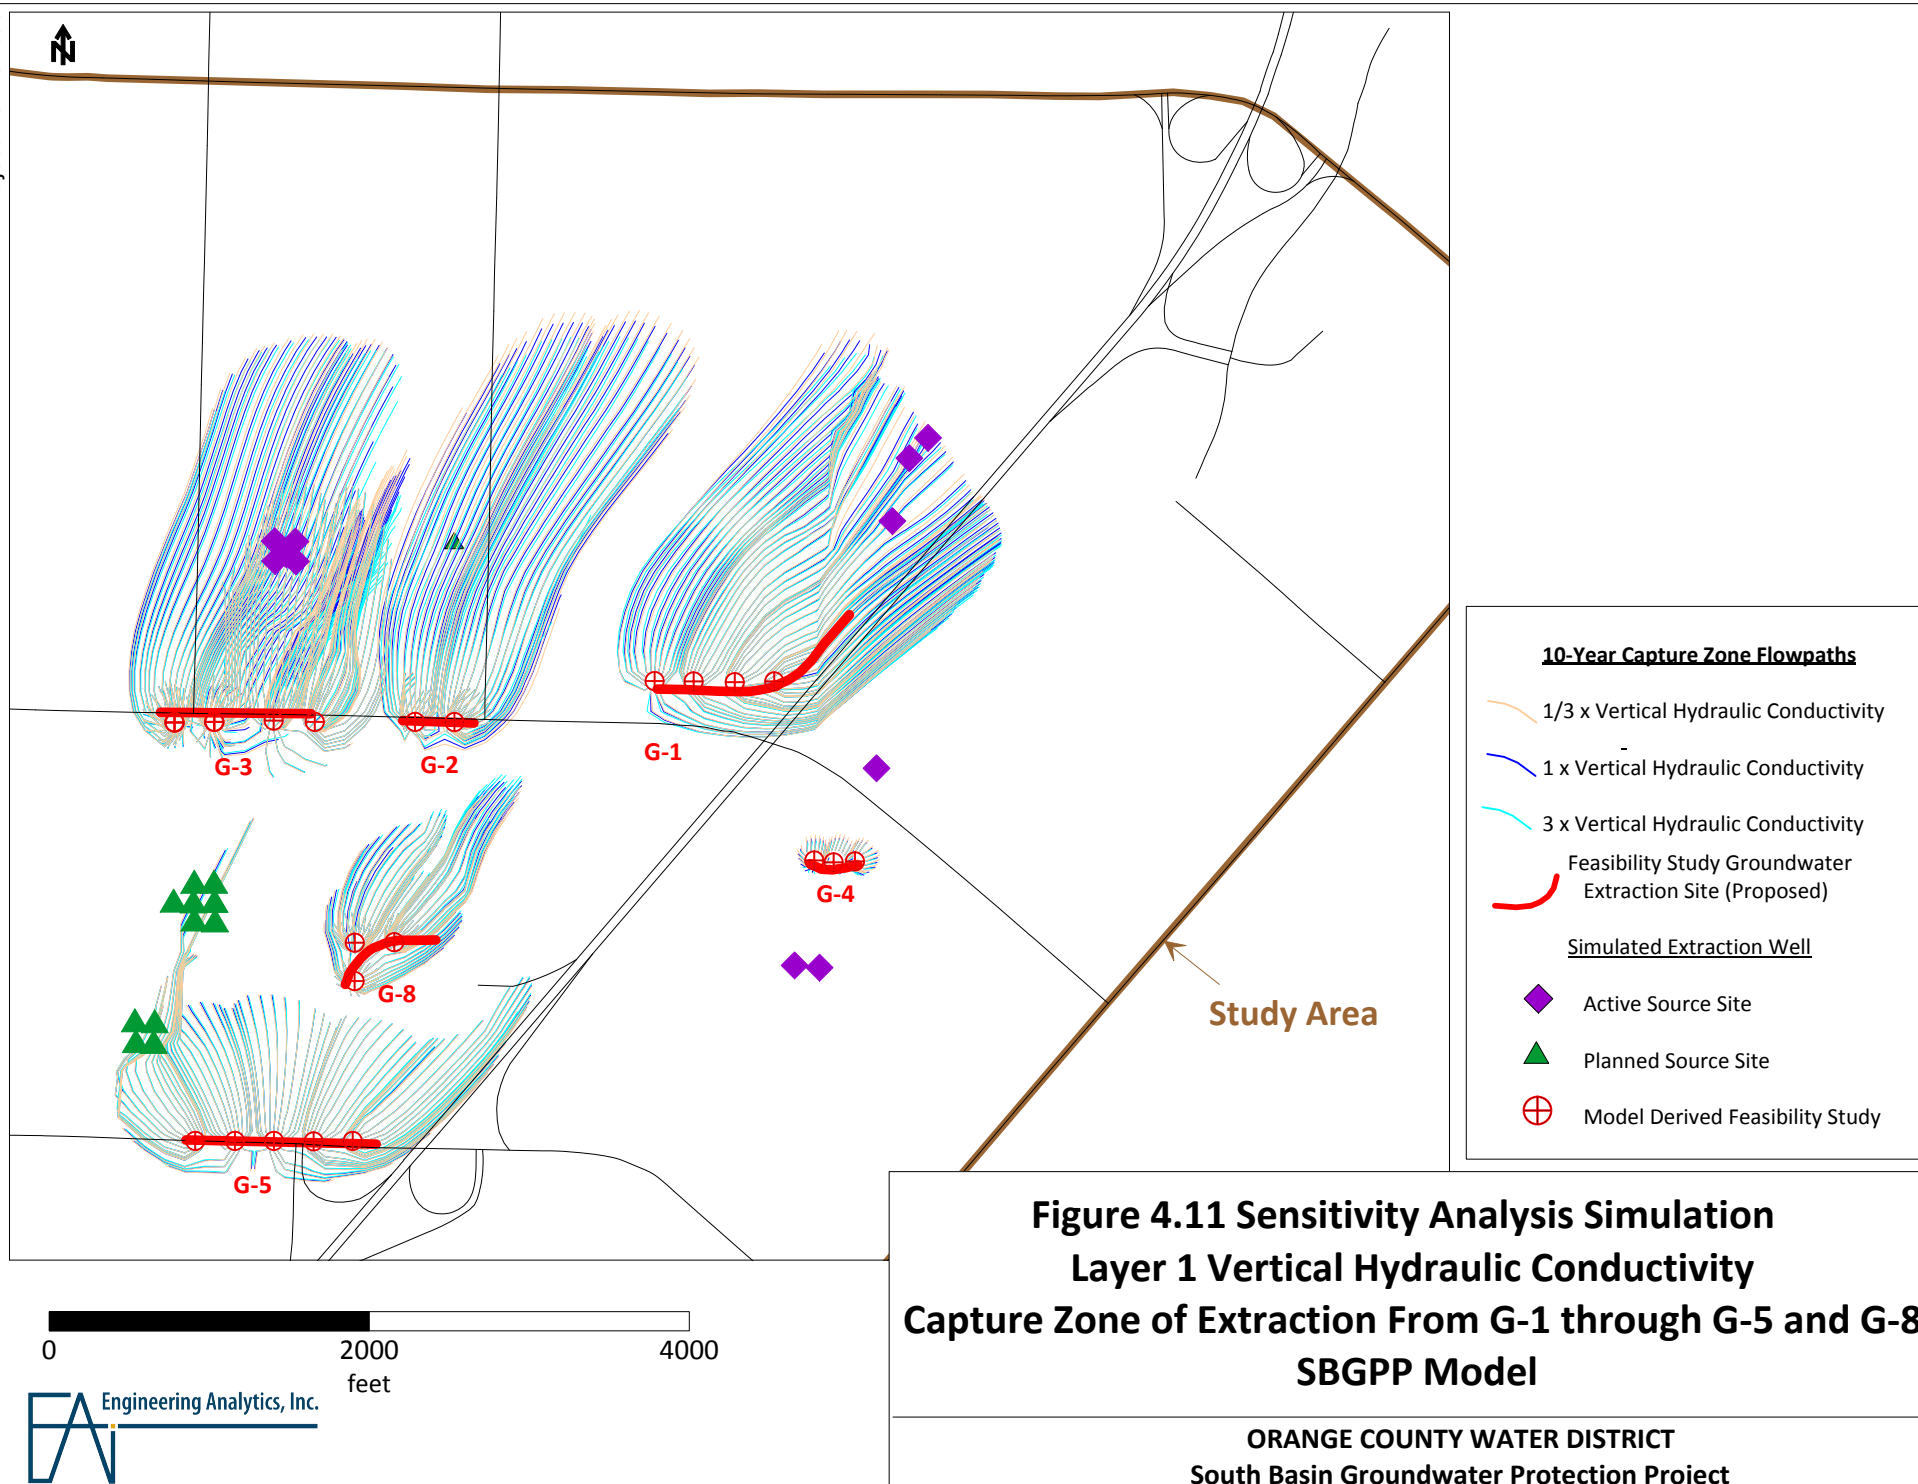 N
G-3
G-2
G-1
G-4
G-8
G-5
Study Area
10-Year Capture Zone Flowpaths
1/3 x Vertical Hydraulic Conductivity
1 x Vertical Hydraulic Conductivity
3 x Vertical Hydraulic Conductivity
Feasibility Study Groundwater
Extraction Site (Proposed)
Simulated Extraction Well
Active Source Site
Planned Source Site
Model Derived Feasibility Study
0 2000 4000
feet
EAi Engineering Analytics, Inc.
Figure 4.11 Sensitivity Analysis Simulation
Layer 1 Vertical Hydraulic Conductivity
Capture Zone of Extraction From G-1 through G-5 and G-8
SBGPP Model
ORANGE COUNTY WATER DISTRICT
South Basin Groundwater Protection Project